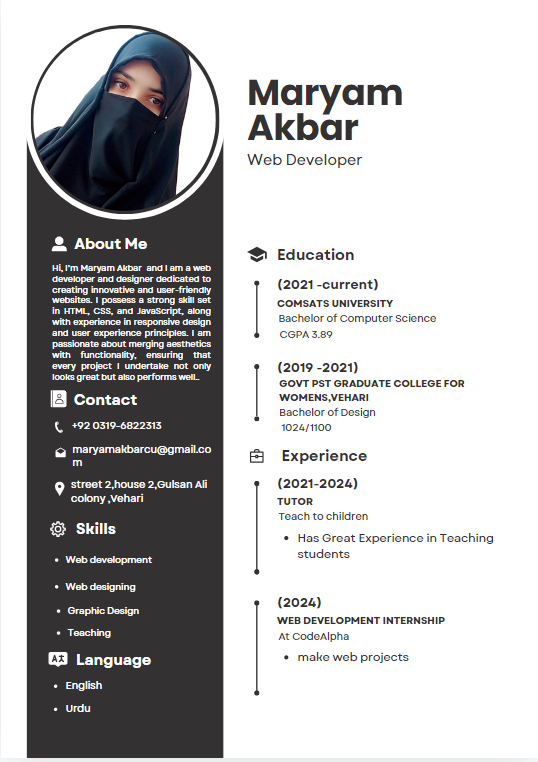 Maryam
Akbar
Web Developer
About Me
Hi, I'm Maryam Akbar and I am a web
developer and designer dedicated to
creating innovative and user-friendly
websites. I possess a strong skill set
in HTML, CSS, and JavaScript, along
with experience in responsive design
and user experience principles. I am
passionate about merging aesthetics
with functionality, ensuring that
every project I undertake not only
looks great but also performs well..
Contact
+92 0319-6822313
maryamakbarcu@gmail.co
m
street 2,house 2,Gulsan Ali
colony ,Vehari
Skills
• Web development
• Web designing
• Graphic Design
• Teaching
Language
• English
• Urdu
Education
(2021 -current)
COMSATS UNIVERSITY
Bachelor of Computer Science
CGPA 3.89
(2019 -2021)
GOVT PST GRADUATE COLLEGE FOR
WOMENS,VEHARI
Bachelor of Design
1024/1100
Experience
(2021-2024)
TUTOR
Teach to children
• Has Great Experience in Teaching
students
(2024)
WEB DEVELOPMENT INTERNSHIP
At CodeAlpha
• make web projects